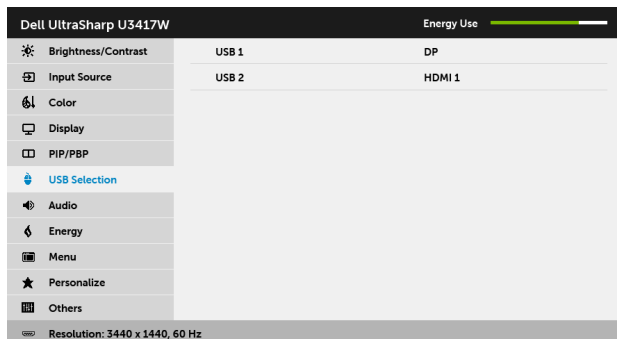 Dell UltraSharp U3417W Energy Use
Brightness/Contrast USB 1 DP
Input Source USB 2 HDMI 1
Color
Display
PIP/PBP
USB Selection
Audio
Energy
Menu
Personalize
Others
Resolution: 3440 x 1440, 60 Hz